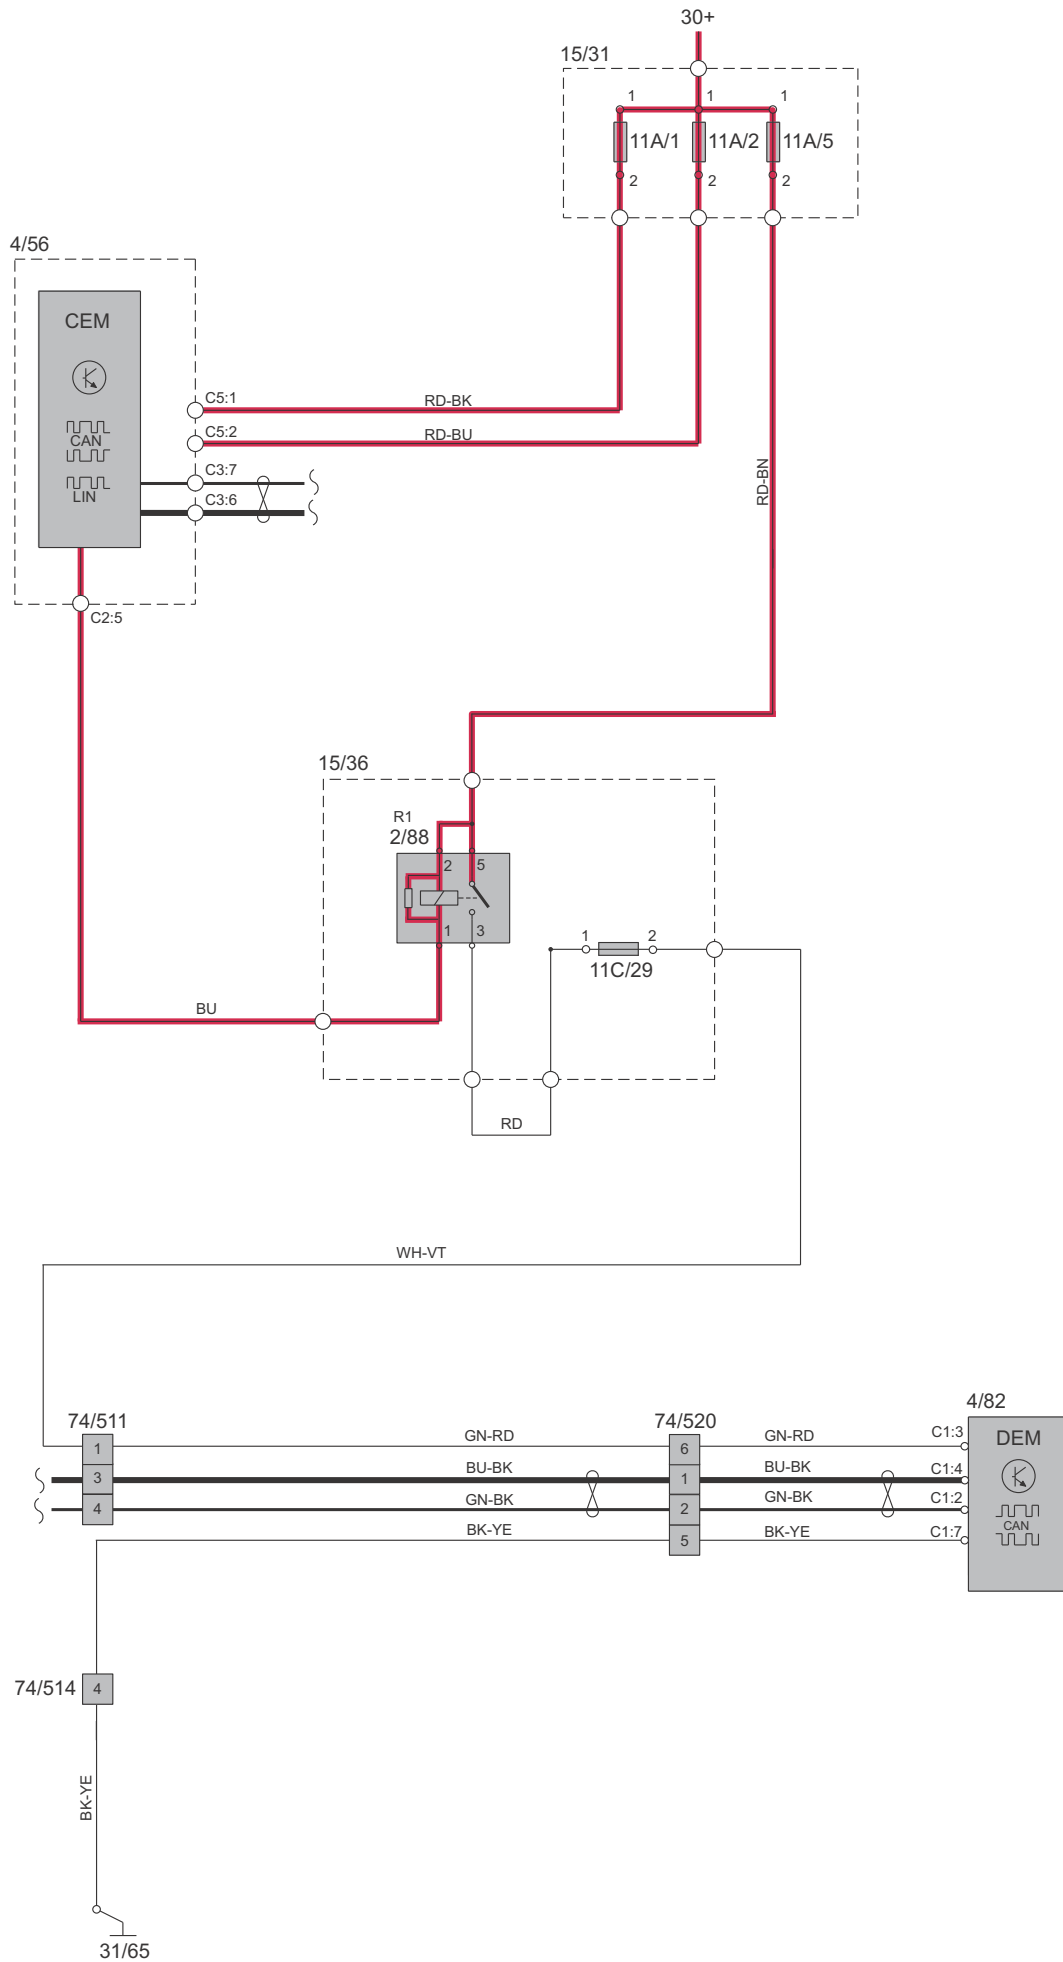 30+
15/31
1 1 1
11A/1 11A/2 11A/5
2 2 2
4/56
CEM
CAN
LIN
C5:1
RD-BK
C5:2
RD-BU
C3:7
C3:6
RD-BN
C2:5
15/36
R1
2/88
2 5
1 3
1 2
11C/29
BU
RD
WH-VT
74/511
74/520
4/82
1 GN-RD 6 GN-RD C1:3
DEM
3 BU-BK 1 BU-BK C1:4
4 GN-BK 2 GN-BK C1:2
CAN
BK-YE 5 BK-YE C1:7
74/514 4
BK-YE
31/65